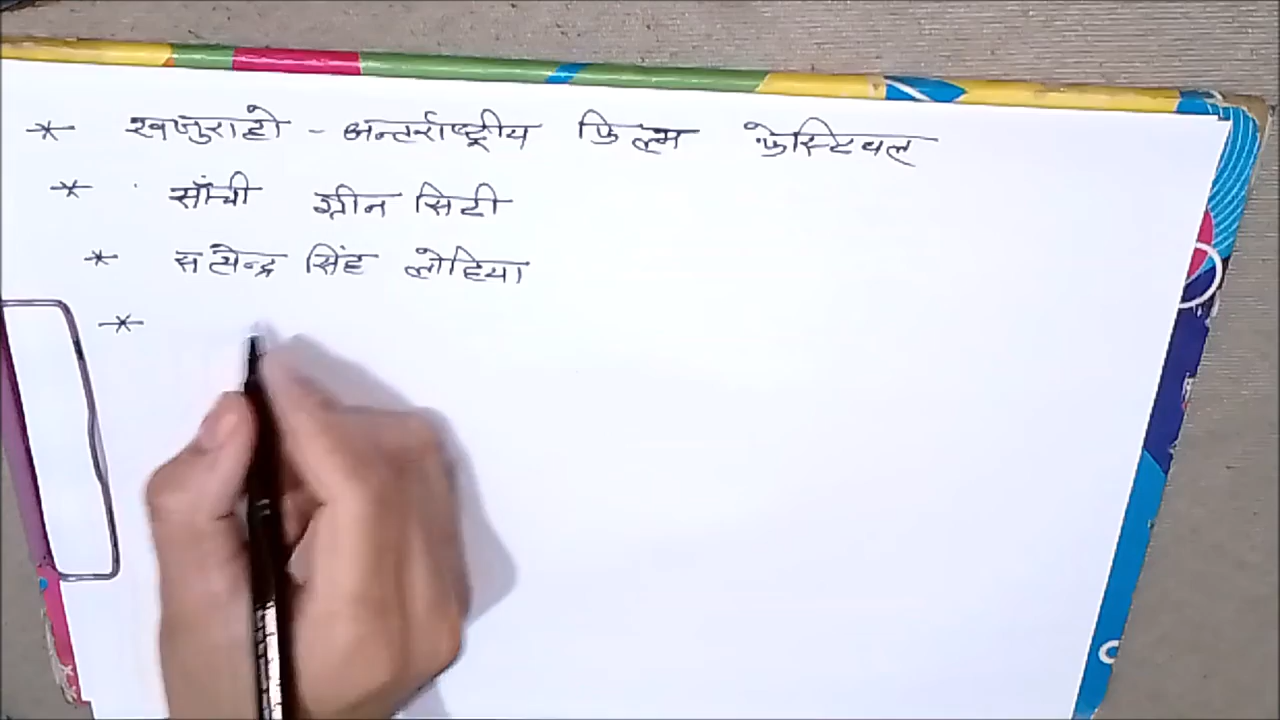 * खजुराहो - अन्तर्राष्ट्रीय फिल्म फेस्टिवल
* साँची ग्रीन सिटी
* सत्येन्द्र सिंह लोहिया
*